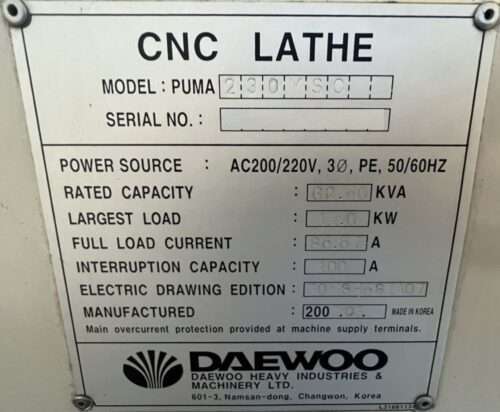 CNC LATHE
MODEL : PUMA 230MSC
SERIAL NO. :
POWER SOURCE : AC200/220V, 3Ø, PE, 50/60HZ
RATED CAPACITY : KVA
LARGEST LOAD : KW
FULL LOAD CURRENT : A
INTERRUPTION CAPACITY : A
ELECTRIC DRAWING EDITION :
MANUFACTURED : 200 MADE IN KOREA
Main overcurrent protection provided at machine supply terminals.
DAEWOO
DAEWOO HEAVY INDUSTRIES &
MACHINERY LTD.
601-3, Namsan-dong, Changwon, Korea